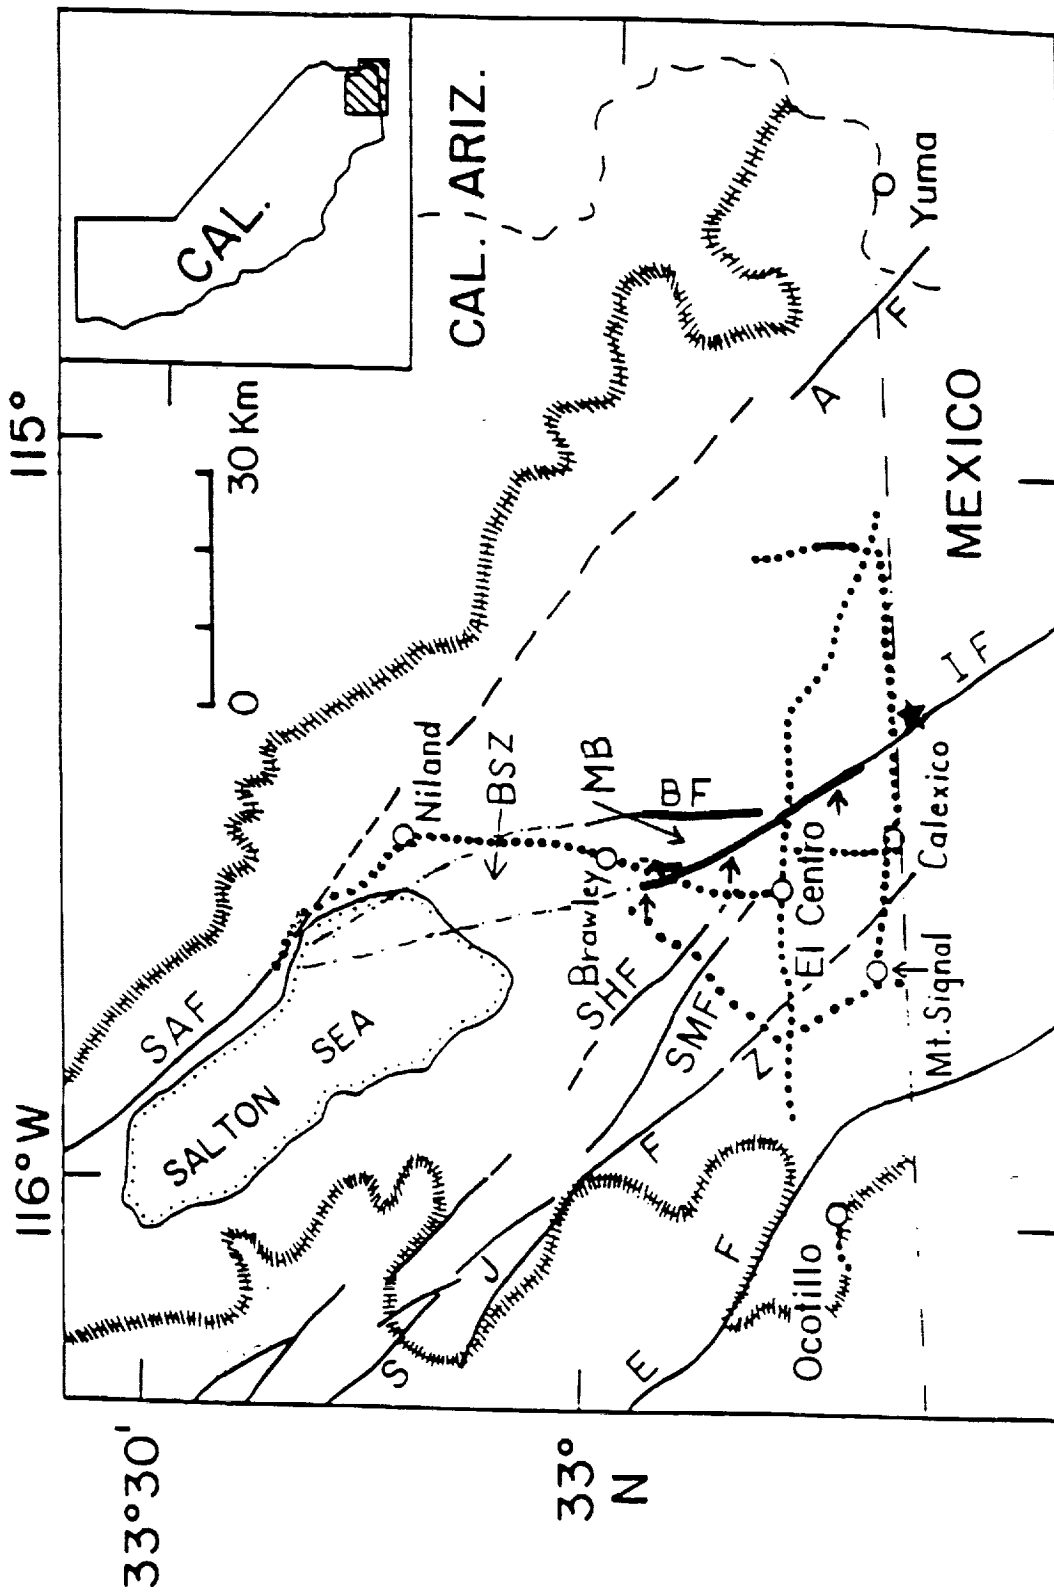 116°W
115°
33°30'
33°
N
CAL.
CAL.
ARIZ.
0
30 Km
SAF
SALTON
SEA
Niland
BSZ
MB
BF
Brawley
SHF
SMF
El Centro
IF
Calexico
Mt. Signal
MEXICO
A
F
Yuma
S
J
F
Z
E
F
Ocotillo